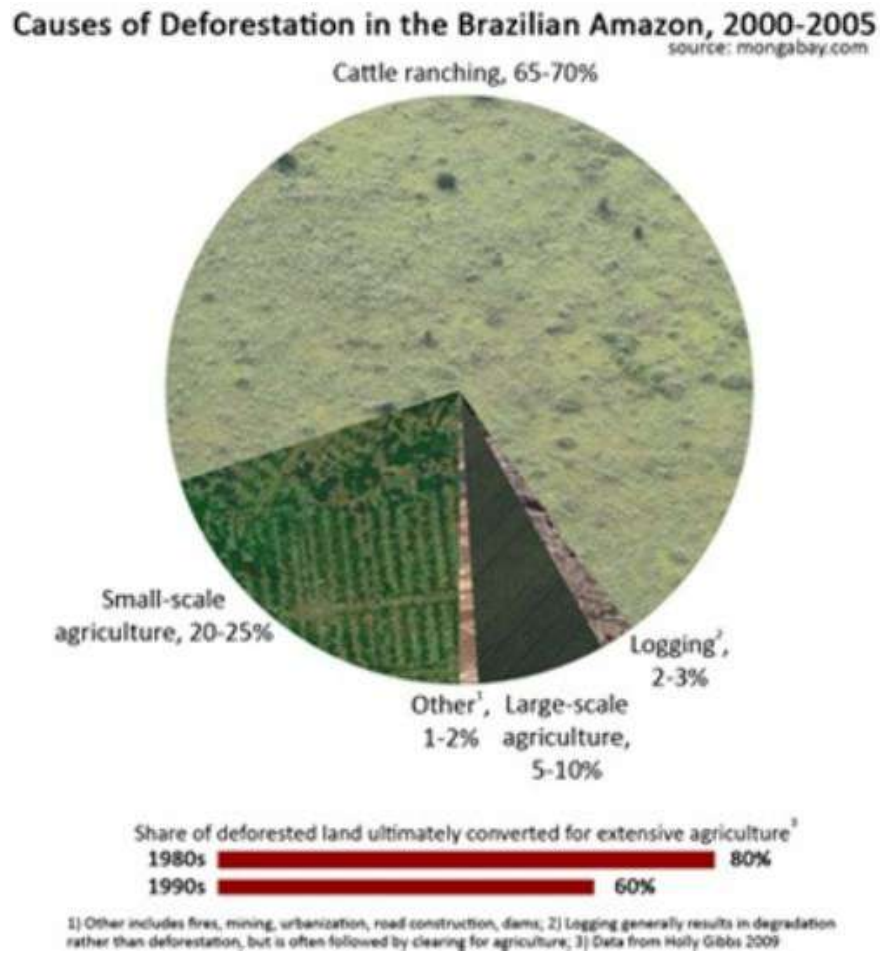 Causes of Deforestation in the Brazilian Amazon, 2000-2005
source: mongabay.com
Cattle ranching, 65-70%
Small-scale
agriculture, 20-25%
Logging²,
2-3%
Other¹,
1-2%
Large-scale
agriculture,
5-10%
Share of deforested land ultimately converted for extensive agriculture³
1980s 80%
1990s 60%
1) Other includes fires, mining, urbanization, road construction, dams; 2) Logging generally results in degradation
rather than deforestation, but is often followed by clearing for agriculture; 3) Data from Holly Gibbs 2009